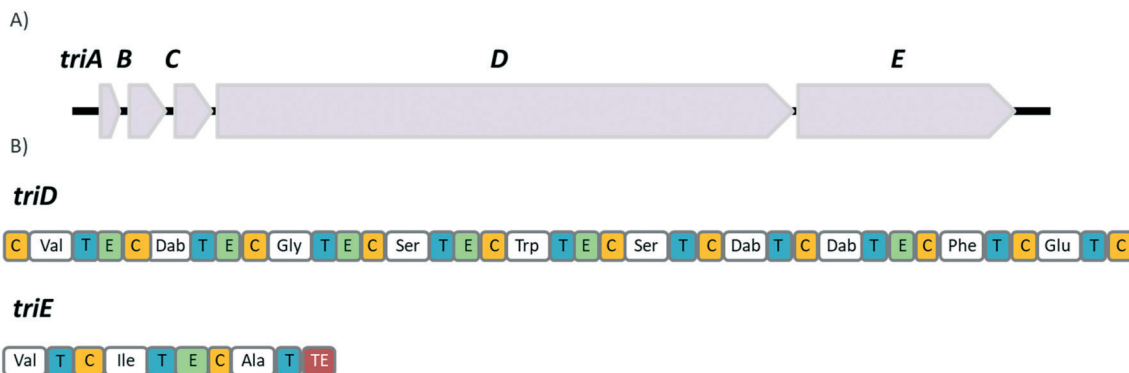 A)
triA B C D E
B)
triD
C Val T E C Dab T E C Gly T E C Ser T E C Trp T E C Ser T C Dab T C Dab T E C Phe T C Glu T C
triE
Val T C Ile T E C Ala T TE